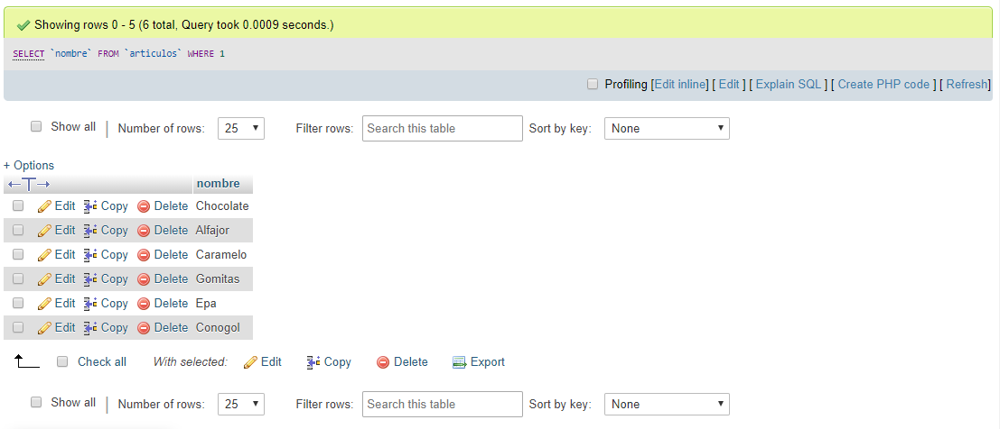 Showing rows 0 - 5 (6 total, Query took 0.0009 seconds.)
SELECT `nombre` FROM `articulos` WHERE 1
Profiling [Edit inline] [ Edit ] [ Explain SQL ] [ Create PHP code ] [ Refresh]
Show all | Number of rows: 25 Filter rows: Search this table Sort by key: None
+ Options
←T→ nombre
Edit Copy Delete Chocolate
Edit Copy Delete Alfajor
Edit Copy Delete Caramelo
Edit Copy Delete Gomitas
Edit Copy Delete Epa
Edit Copy Delete Conogol
Check all With selected: Edit Copy Delete Export
Show all | Number of rows: 25 Filter rows: Search this table Sort by key: None